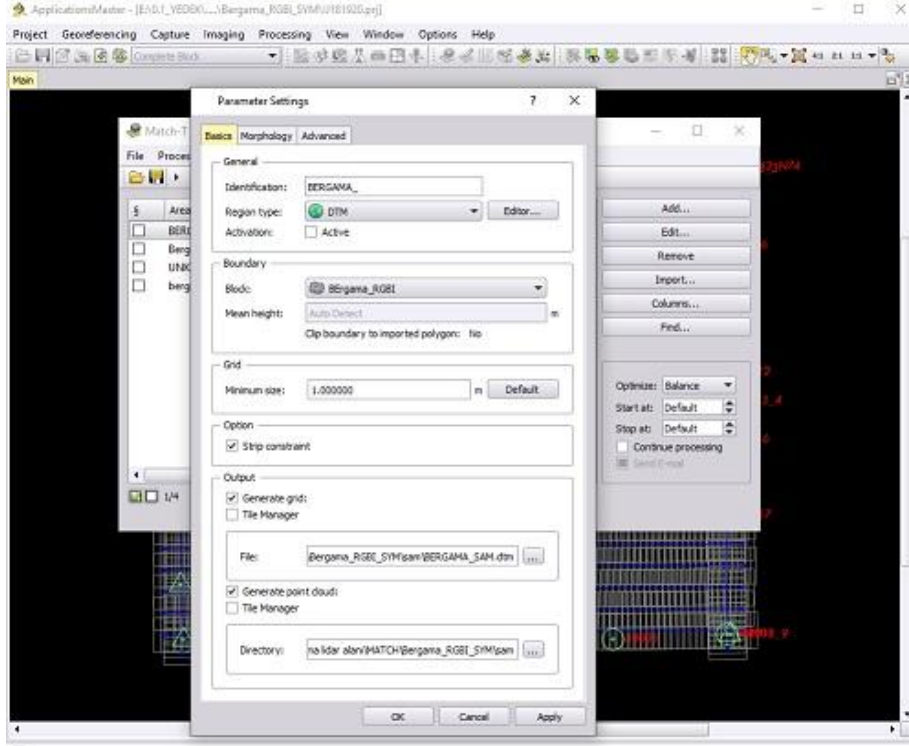 ApplicationsMaster - [E:\0.1_YEDEK\.....\Bergama_RGBI_SYM\U181920.prj]
Project Georeferencing Capture Imaging Processing View Window Options Help
Complete Block
Main
Parameter Settings
Match-T
File Proces
Basics Morphology Advanced
General
Identification: BERGAMA_
Region type: DTM Editor...
Activation: Active
§ Area
BERG
Berg
UNK
berg
Boundary
Block: BErgama_RGBI
Mean height: Auto Detect m
Clip boundary to imported polygon: No
Grid
Minimum size: 1.000000 m Default
Option
Strip constraint
Output
Generate grid:
Tile Manager
File: Bergama_RGBI_SYM\sam\BERGAMA_SAM.dtm ...
Generate point cloud:
Tile Manager
Directory: na lidar alanı\MATCH\Bergama_RGBI_SYM\sam ...
OK Cancel Apply
1/4
Add...
Edit...
Remove
Import...
Columns...
Find...
Optimize: Balance
Start at: Default
Stop at: Default
Continue processing
Send E-mail